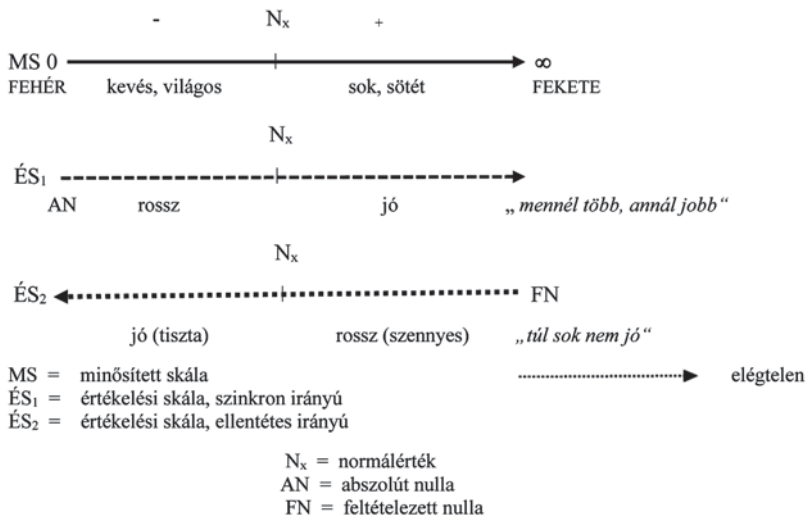 - Nₓ +
MS 0 ∞
FEHÉR kevés, világos sok, sötét FEKETE
Nₓ
ÉS₁
AN rossz jó „ mennél több, annál jobb“
Nₓ
ÉS₂ FN
jó (tiszta) rossz (szennyes) „túl sok nem jó“
MS = minősített skála elégtelen
ÉS₁ = értékelési skála, szinkron irányú
ÉS₂ = értékelési skála, ellentétes irányú
Nₓ = normálérték
AN = abszolút nulla
FN = feltételezett nulla